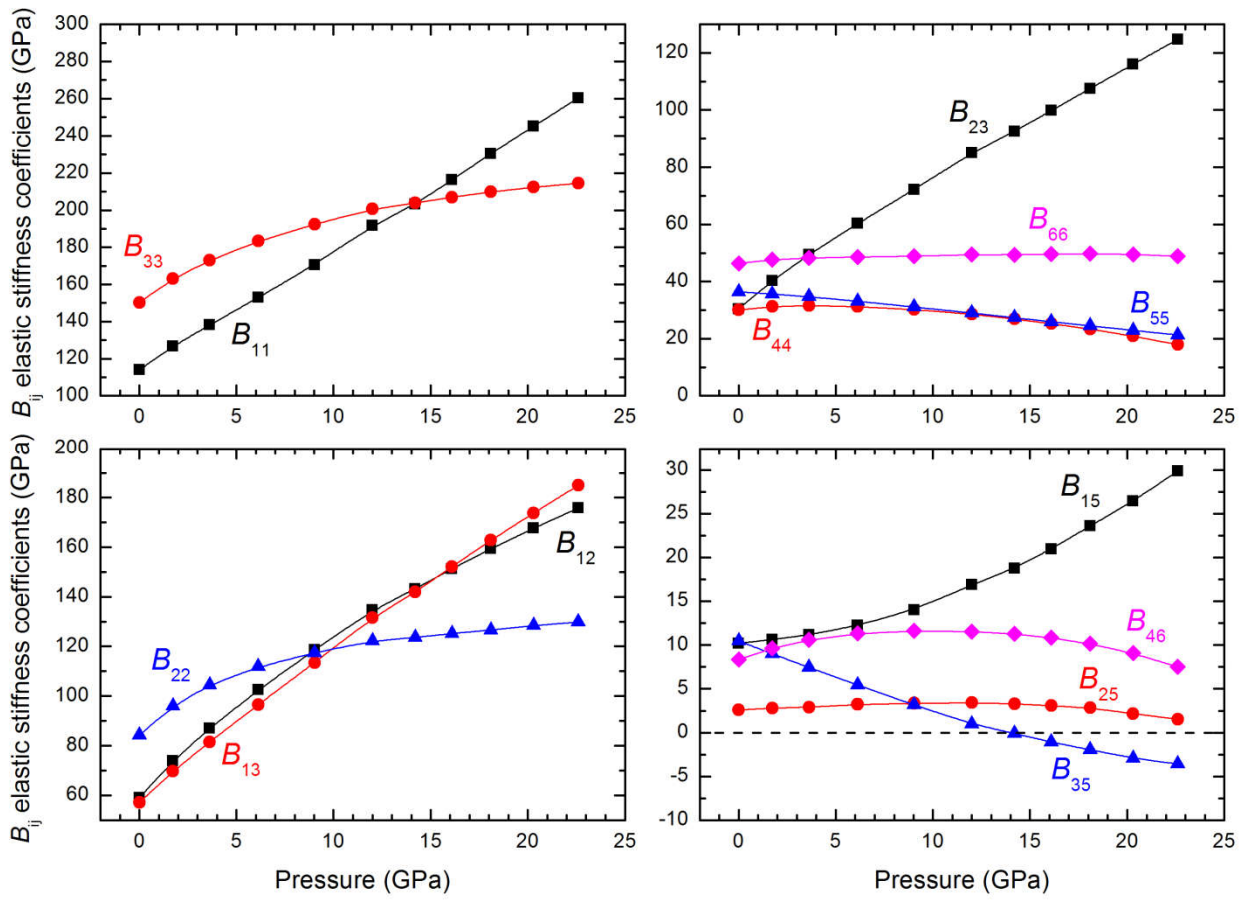 B_ij elastic stiffness coefficients (GPa)
300
280
260
240
220
200
180
160
140
120
100
B_33
B_11
0 5 10 15 20 25
120
100
80
60
40
20
0
B_23
B_66
B_55
B_44
0 5 10 15 20 25
B_ij elastic stiffness coefficients (GPa)
200
180
160
140
120
100
80
60
B_12
B_22
B_13
0 5 10 15 20 25
Pressure (GPa)
30
25
20
15
10
5
0
-5
-10
B_15
B_46
B_25
B_35
0 5 10 15 20 25
Pressure (GPa)